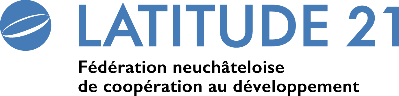 LATITUDE 21
Fédération neuchâteloise
de coopération au développement